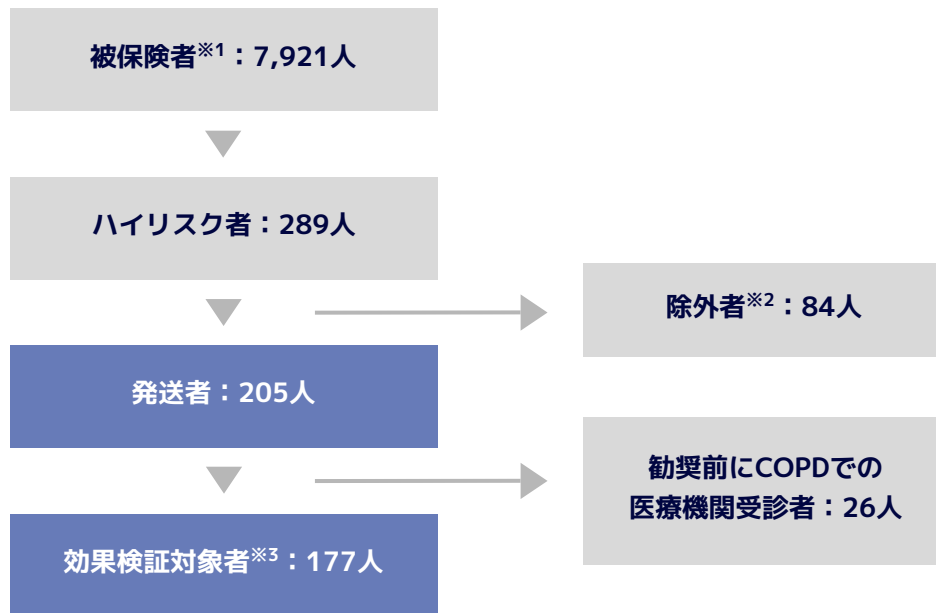 被保険者※1：7,921人
ハイリスク者：289人
除外者※2：84人
発送者：205人
勧奨前にCOPDでの
医療機関受診者：26人
効果検証対象者※3：177人